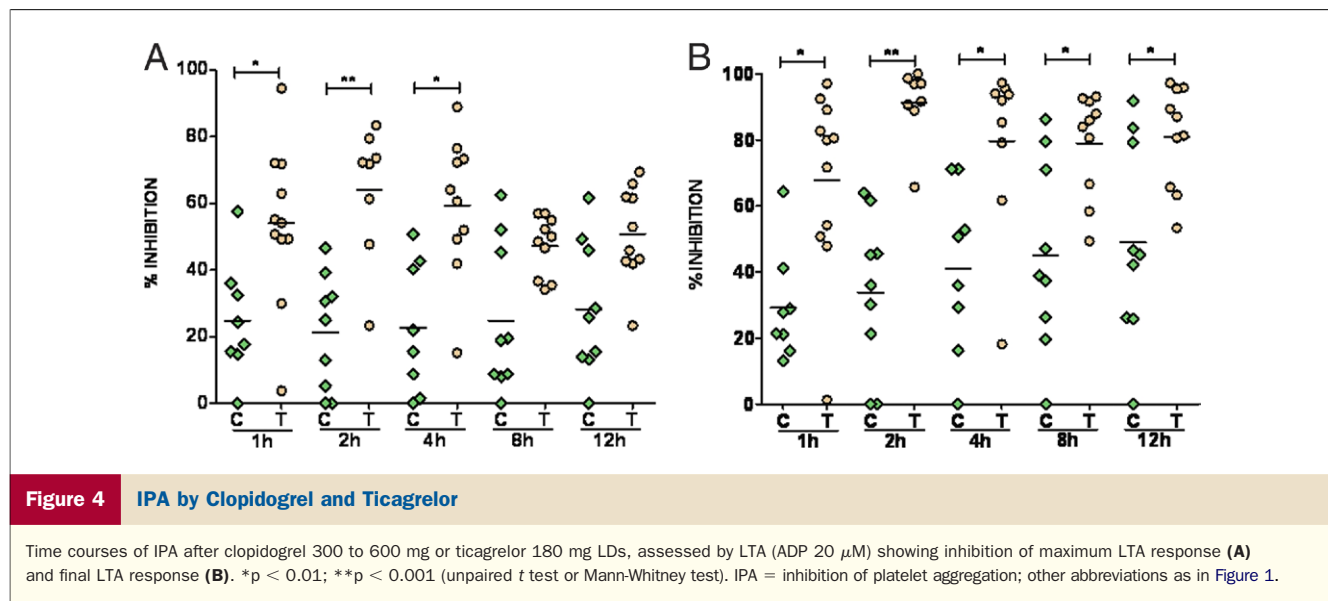 A
B
100
80
60
40
20
0
% INHIBITION
* ** *
C T C T C T C T C T
1h 2h 4h 8h 12h
100
80
60
40
20
0
% INHIBITION
* ** * * *
C T C T C T C T C T
1h 2h 4h 8h 12h
Figure 4 IPA by Clopidogrel and Ticagrelor
Time courses of IPA after clopidogrel 300 to 600 mg or ticagrelor 180 mg LDs, assessed by LTA (ADP 20 μM) showing inhibition of maximum LTA response (A)
and final LTA response (B). *p < 0.01; **p < 0.001 (unpaired t test or Mann-Whitney test). IPA = inhibition of platelet aggregation; other abbreviations as in Figure 1.